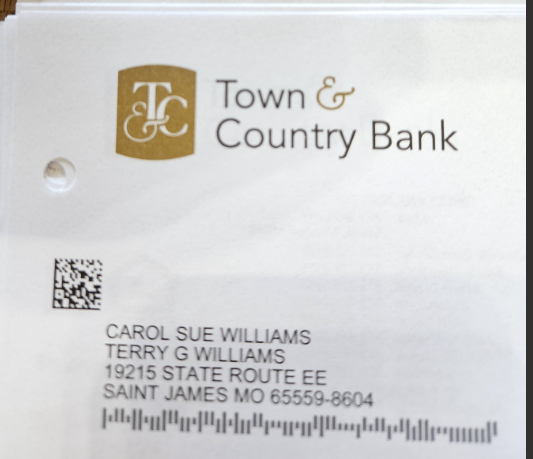 T&C
Town &
Country Bank
CAROL SUE WILLIAMS
TERRY G WILLIAMS
19215 STATE ROUTE EE
SAINT JAMES MO 65559-8604